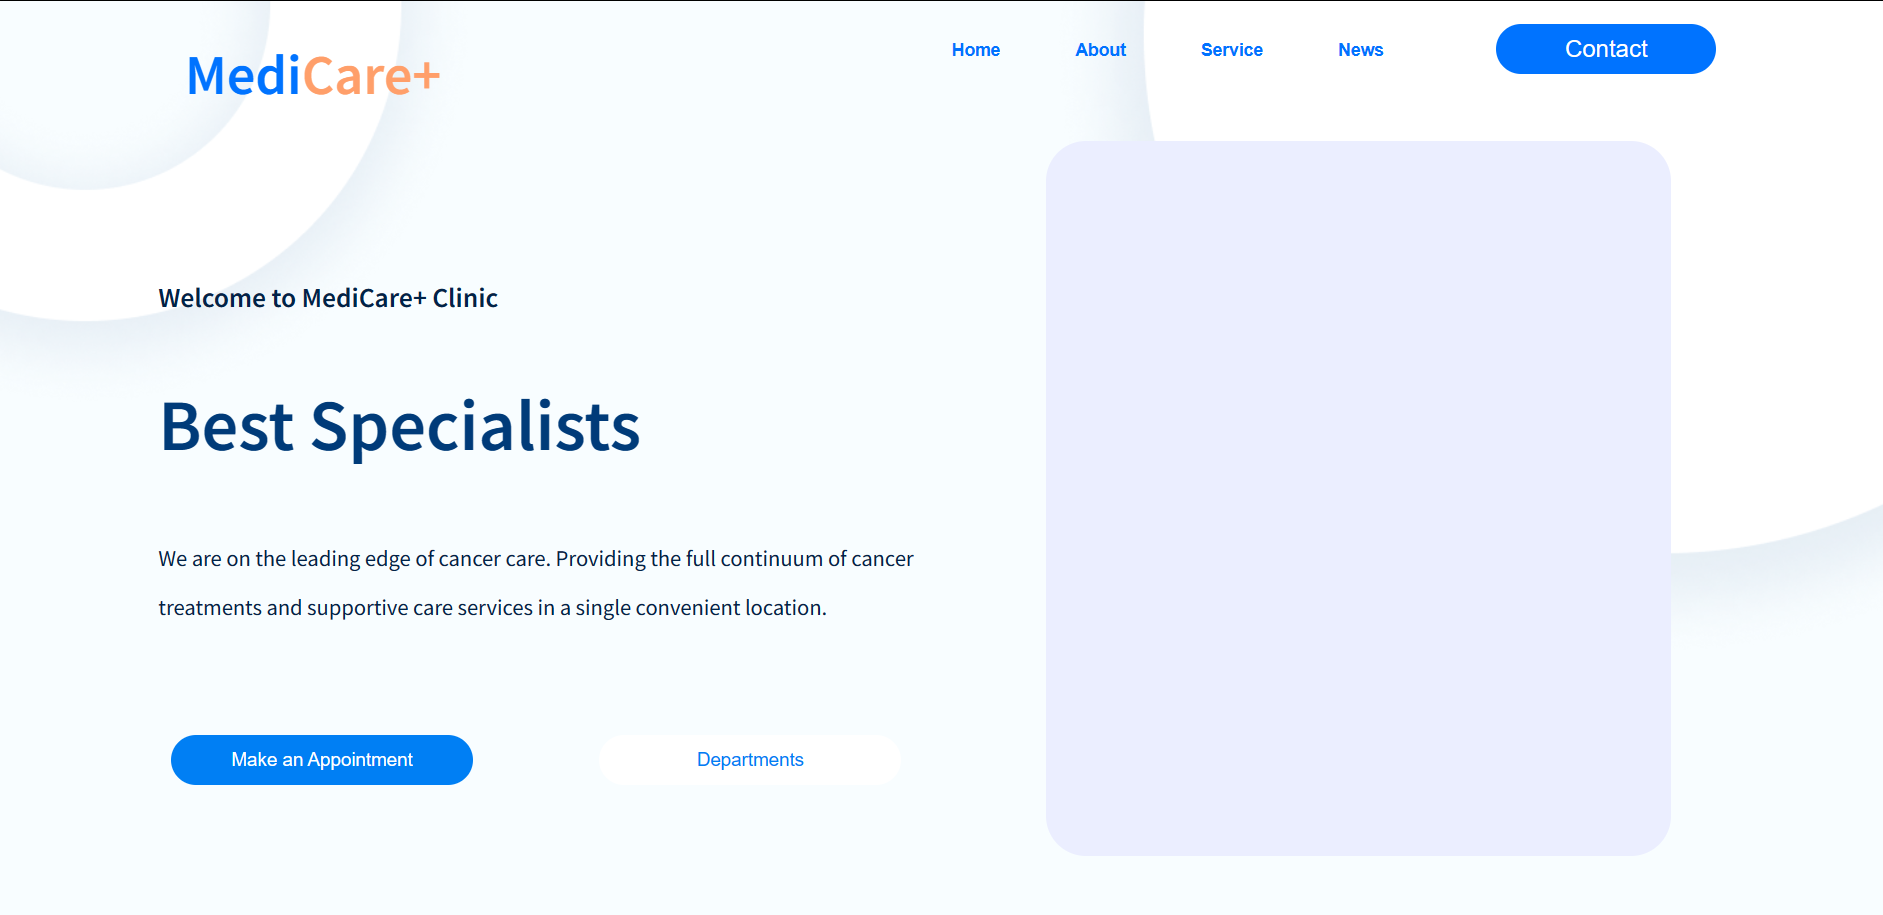 MediCare+
Home About Service News Contact
Welcome to MediCare+ Clinic
Best Specialists
We are on the leading edge of cancer care. Providing the full continuum of cancer
treatments and supportive care services in a single convenient location.
Make an Appointment Departments